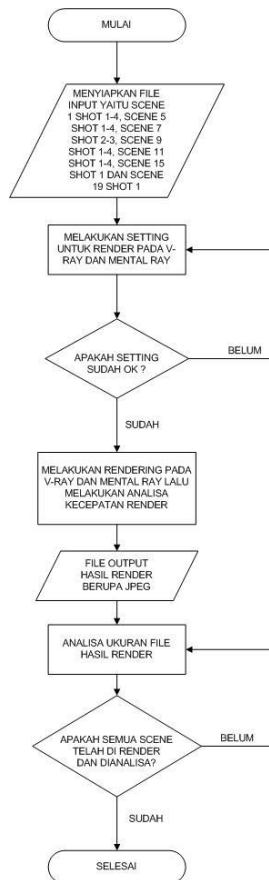 MULAI
MENYIAPKAN FILE
INPUT YAITU SCENE
1 SHOT 1-4, SCENE 5
SHOT 1-4, SCENE 7
SHOT 2-3, SCENE 9
SHOT 1-4, SCENE 11
SHOT 1-4, SCENE 15
SHOT 1 DAN SCENE
19 SHOT 1
MELAKUKAN SETTING
UNTUK RENDER PADA V-
RAY DAN MENTAL RAY
APAKAH SETTING
SUDAH OK ?
BELUM
SUDAH
MELAKUKAN RENDERING PADA
V-RAY DAN MENTAL RAY LALU
MELAKUKAN ANALISA
KECEPATAN RENDER
FILE OUTPUT
HASIL RENDER
BERUPA JPEG
ANALISA UKURAN FILE
HASIL RENDER
APAKAH SEMUA SCENE
TELAH DI RENDER
DAN DIANALISA?
BELUM
SUDAH
SELESAI